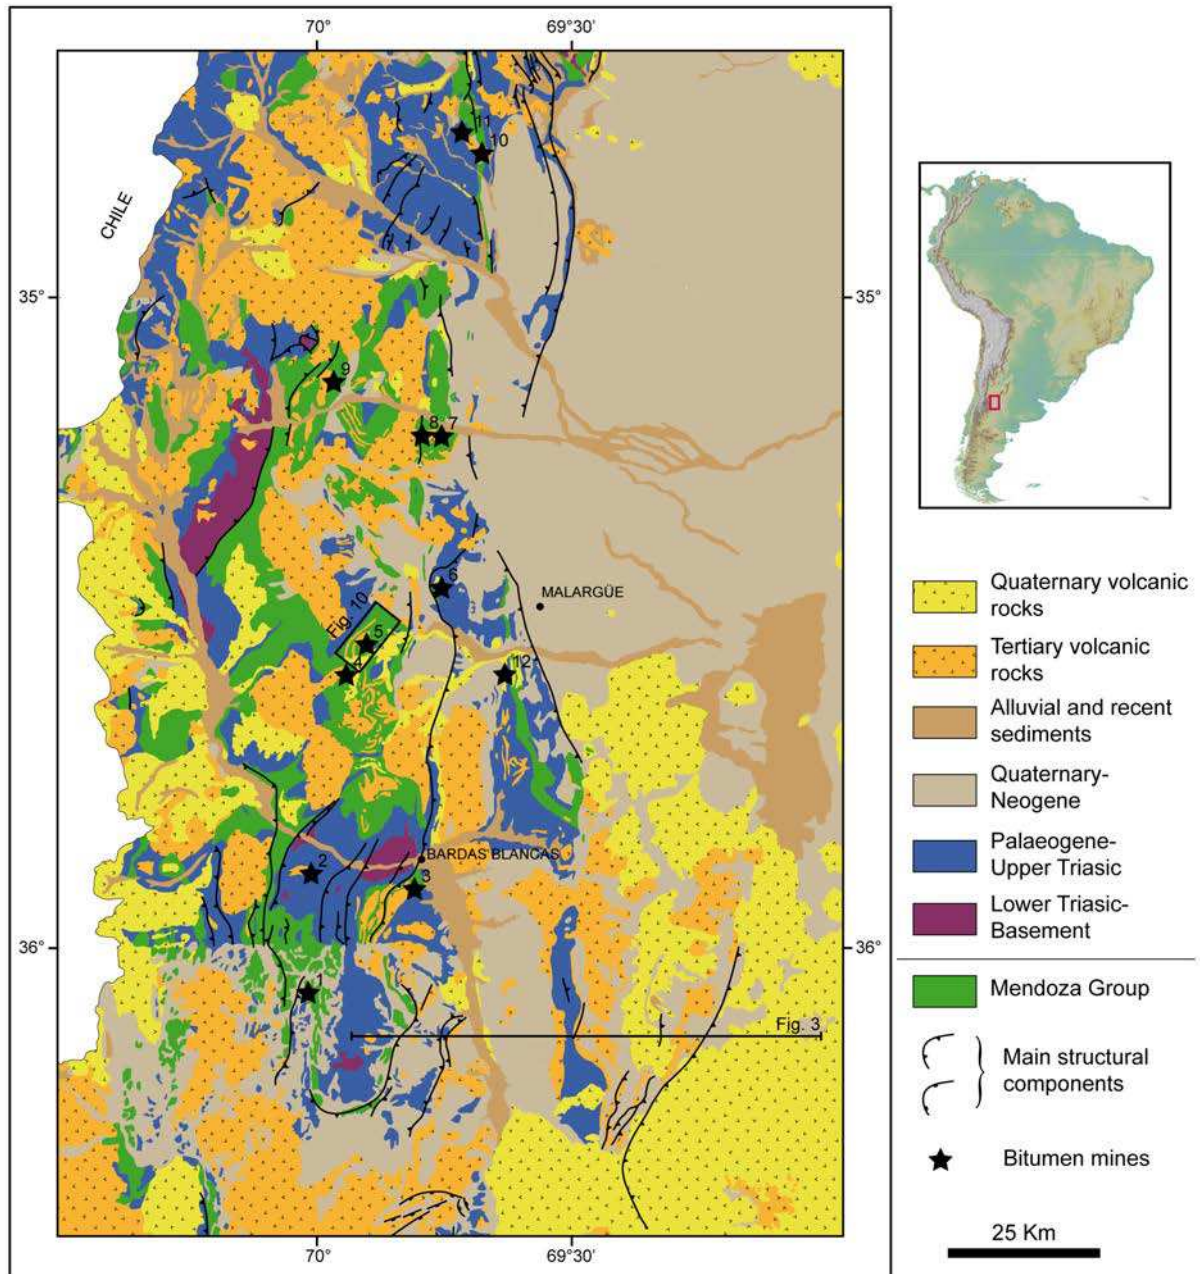 70°
69°30'
CHILE
11
10
35°
35°
9
8
7
6
MALARGÜE
Fig. 10
5
4
12
BARDAS BLANCAS
2
3
36°
36°
1
Fig. 3
70°
69°30'
Quaternary volcanic
rocks
Tertiary volcanic
rocks
Alluvial and recent
sediments
Quaternary-
Neogene
Palaeogene-
Upper Triasic
Lower Triasic-
Basement
Mendoza Group
Main structural
components
Bitumen mines
25 Km